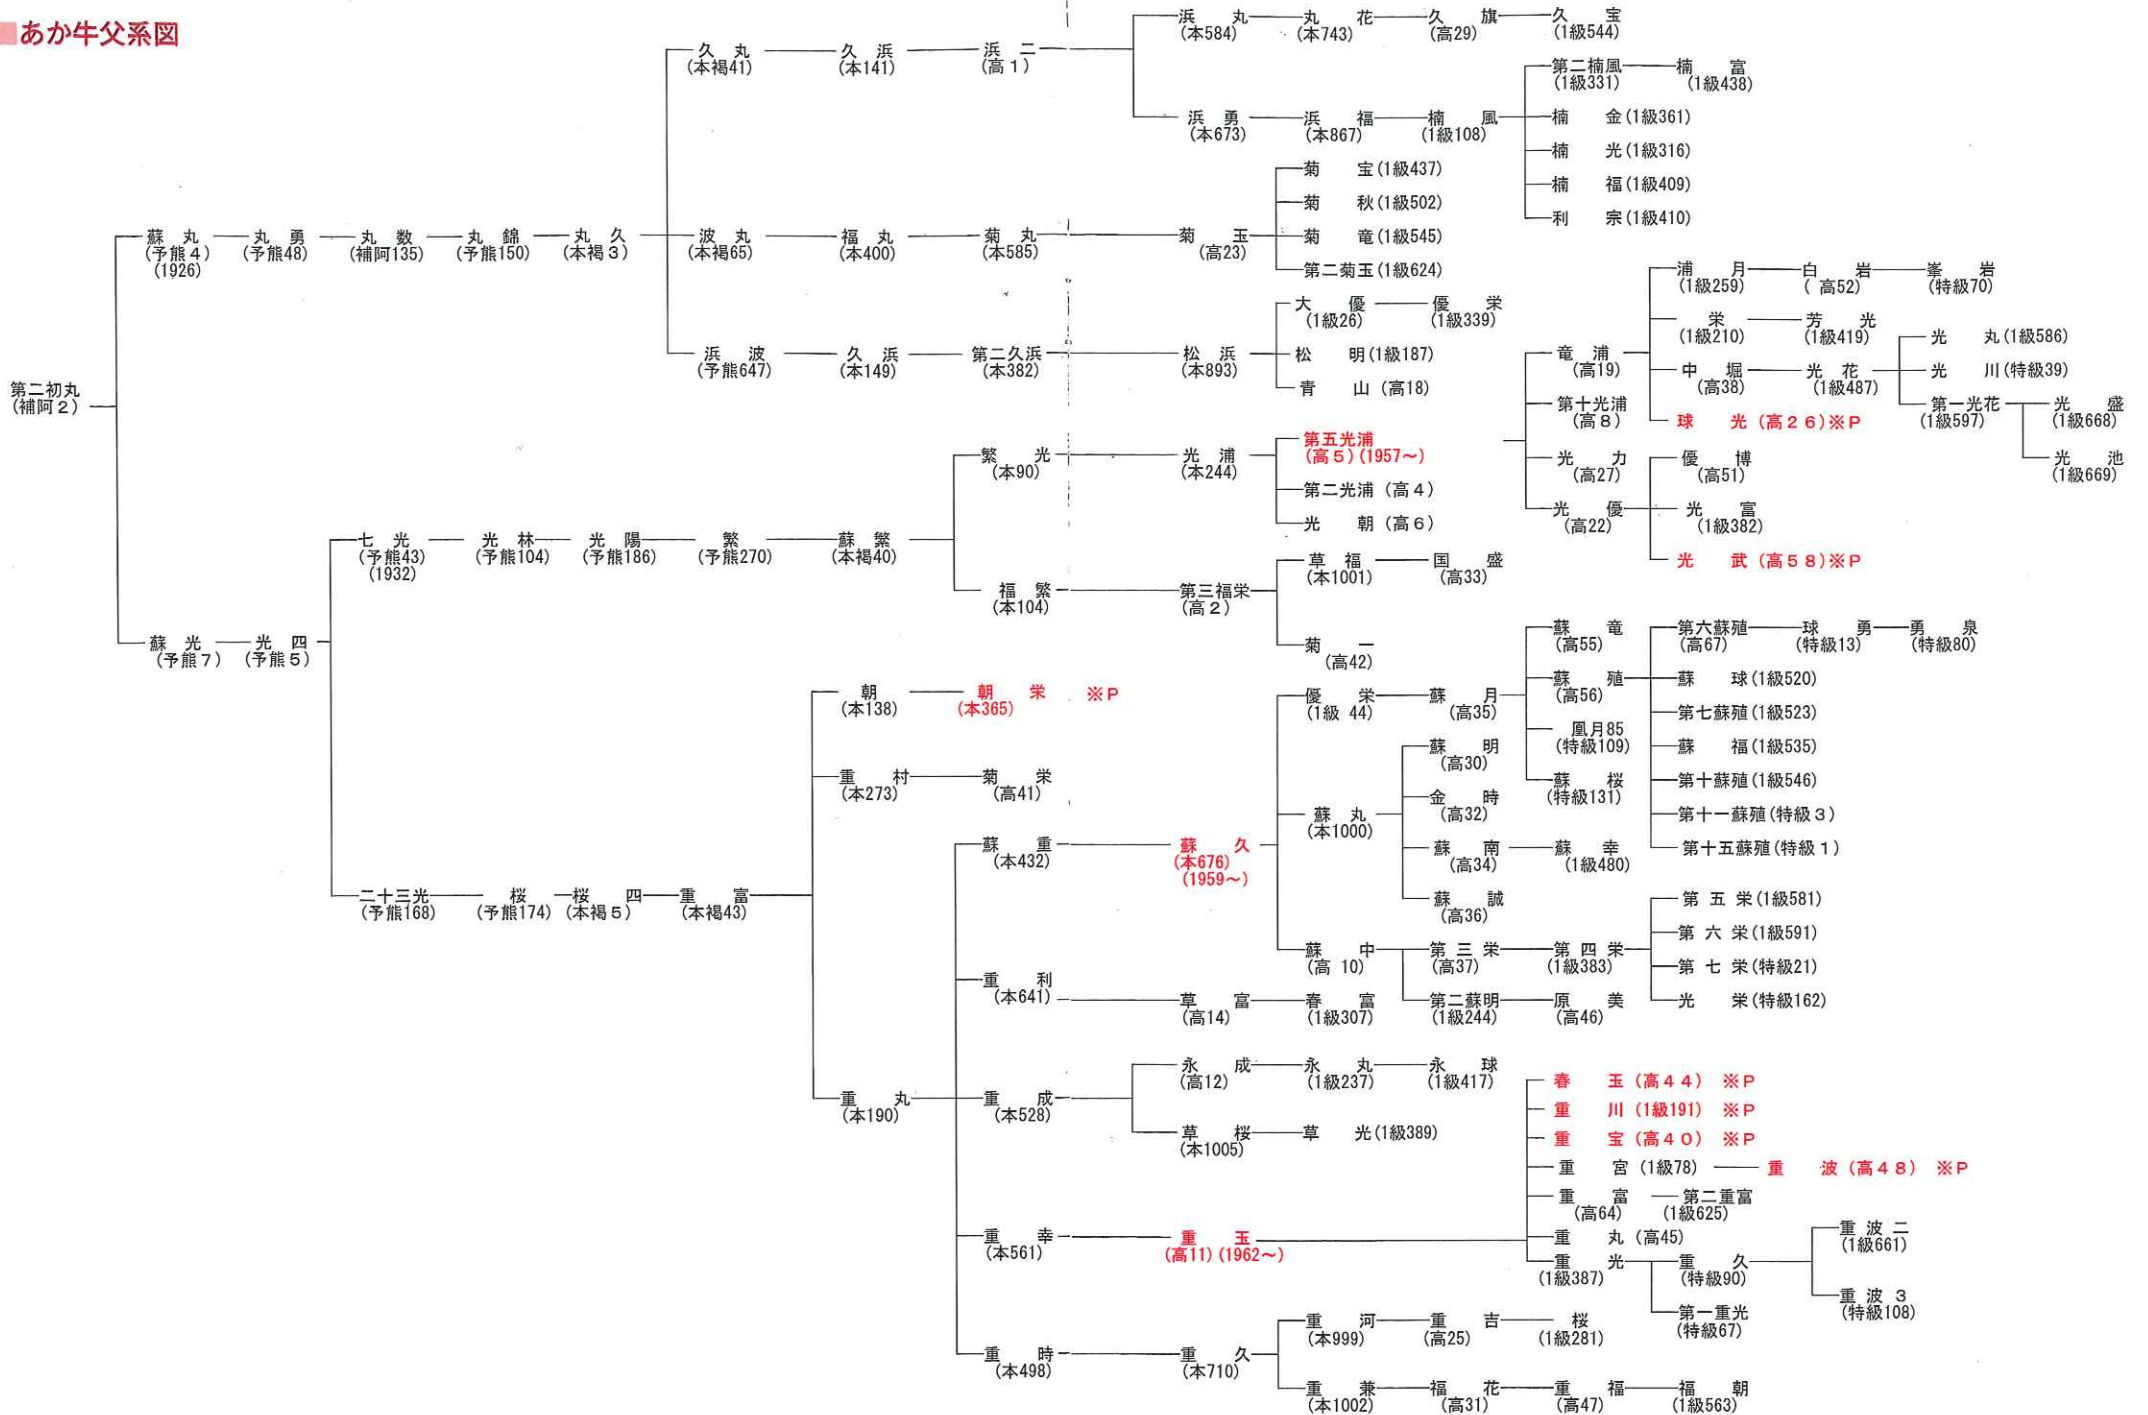 あか牛父系図
浜　丸　丸　花　久　旗　久　宝
(本584)　(本743)　(高29)　(1級544)
久　丸　久　浜　浜　二
(本褐41)　(本141)　(高１)
第二楠風　楠　富
(1級331)　(1級438)
浜　勇　浜　福　楠　風　楠　金(1級361)
(本673)　(本867)　(1級108)
楠　光(1級316)
菊　宝(1級437)
楠　福(1級409)
菊　秋(1級502)
利　宗(1級410)
蘇　丸　丸　勇　丸　数　丸　錦　丸　久　波　丸　福　丸　菊　丸　菊　玉　菊　竜(1級545)
(予熊４)　(予熊48)　(補阿135)　(予熊150)　(本褐３)　(本褐65)　(本400)　(本585)　(高23)
(1926)
第二菊玉(1級624)
浦　月　白　岩　峯　岩
(1級259)　( 高52)　(特級70)
大　優　優　栄
(1級26)　(1級339)
栄　芳　光
(1級210)　(1級419)
光　丸(1級586)
浜　波　久　浜　第二久浜　松　浜　松　明(1級187)　竜　浦
(予熊647)　(本149)　(本382)　(本893)　(高19)
中　堀　光　花　光　川(特級39)
(高38)　(1級487)
青　山 (高18)
第二初丸
(補阿２)
第十光浦　第一光花　光　盛
(高８)　(1級597)　(1級668)
球　光 (高２６)※Ｐ
第五光浦
(高５)(1957～)
繁　光　光　浦　光　力　優　博　光　池
(本90)　(本244)　(高27)　(高51)　(1級669)
第二光浦 (高４)
光　優　光　富
(高22)　(1級382)
光　朝 (高６)
七　光　光　林　光　陽　繁　蘇　繁
(予熊43)　(予熊104)　(予熊186)　(予熊270)　(本褐40)
(1932)
草　福　国　盛　光　武 (高５８)※Ｐ
(本1001)　(高33)
福　繁　第三福栄
(本104)　(高２)
蘇　竜　第六蘇殖　球　勇　勇　泉
(高55)　(高67)　(特級13)　(特級80)
蘇　光　光　四　菊　一
(予熊７)　(予熊５)　(高42)
蘇　殖　蘇　球(1級520)
(高56)
朝　朝　栄　※Ｐ　優　栄　蘇　月
(本138)　(本365)　(1級 44)　(高35)
第七蘇殖(1級523)
鳳月85
(特級109)
蘇　明　蘇　福(1級535)
(高30)
重　村　菊　栄　蘇　桜　第十蘇殖(1級546)
(本273)　(高41)　(特級131)
金　時
(高32)
蘇　丸　第十一蘇殖(特級３)
(本1000)
蘇　重　蘇　久　蘇　南　蘇　幸　第十五蘇殖(特級１)
(本432)　(本676)　(高34)　(1級480)
(1959～)
二十三光　桜　桜　四　重　富　蘇　誠　第 五 栄(1級581)
(予熊168)　(予熊174)　(本褐５)　(本褐43)　(高36)
第 六 栄(1級591)
蘇　中　第 三 栄　第 四 栄
(高 10)　(高37)　(1級383)
第 七 栄(特級21)
重　利
(本641)
草　富　春　富　第二蘇明　原　美　光　栄(特級162)
(高14)　(1級307)　(1級244)　(高46)
永　成　永　丸　永　球
(高12)　(1級237)　(1級417)
春　玉 (高４４)　※Ｐ
重　丸　重　成　重　川 (1級191)　※Ｐ
(本190)　(本528)
草　桜　草　光(1級389)　重　宝 (高４０)　※Ｐ
(本1005)
重　宮 (1級78)　重　波 (高４８)　※Ｐ
重　富　第二重富
(高64)　(1級625)
重　幸　重　玉　重　丸 (高45)　重 波 二
(本561)　(高11)(1962～)　(1級661)
重　光　重　久
(1級387)　(特級90)
重 波 ３
(特級108)
第一重光
(特級67)
重　河　重　吉　桜
(本999)　(高25)　(1級281)
重　時　重　久
(本498)　(本710)
重　兼　福　花　重　福　福　朝
(本1002)　(高31)　(高47)　(1級563)